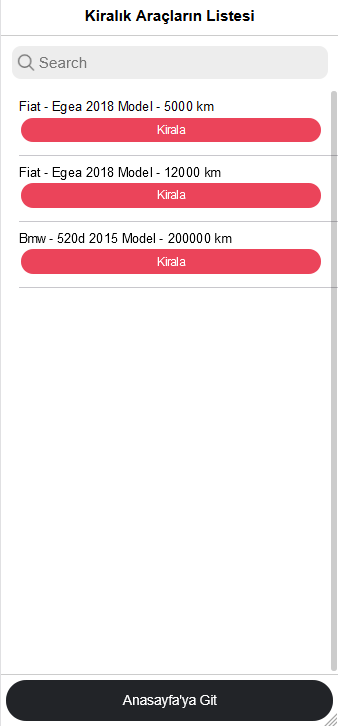 Kiralık Araçların Listesi
Search
Fiat - Egea 2018 Model - 5000 km
Kirala
Fiat - Egea 2018 Model - 12000 km
Kirala
Bmw - 520d 2015 Model - 200000 km
Kirala
Anasayfa'ya Git